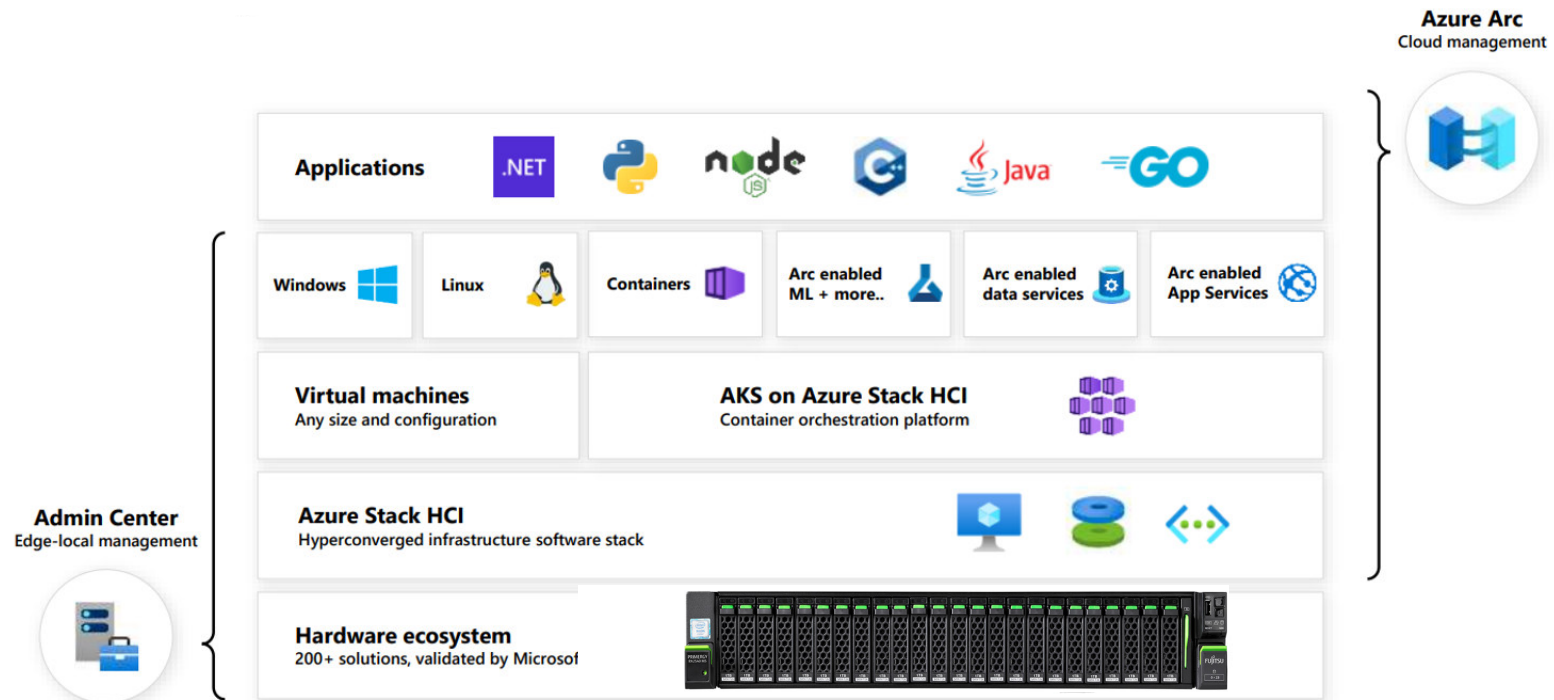 Azure Arc
Cloud management
Applications
.NET
node
JS
C++
Java
GO
Windows
Linux
Containers
Arc enabled
ML + more..
Arc enabled
data services
Arc enabled
App Services
Virtual machines
Any size and configuration
AKS on Azure Stack HCI
Container orchestration platform
Azure Stack HCI
Hyperconverged infrastructure software stack
Admin Center
Edge-local management
Hardware ecosystem
200+ solutions, validated by Microsof
PRIMERGY
FUJITSU